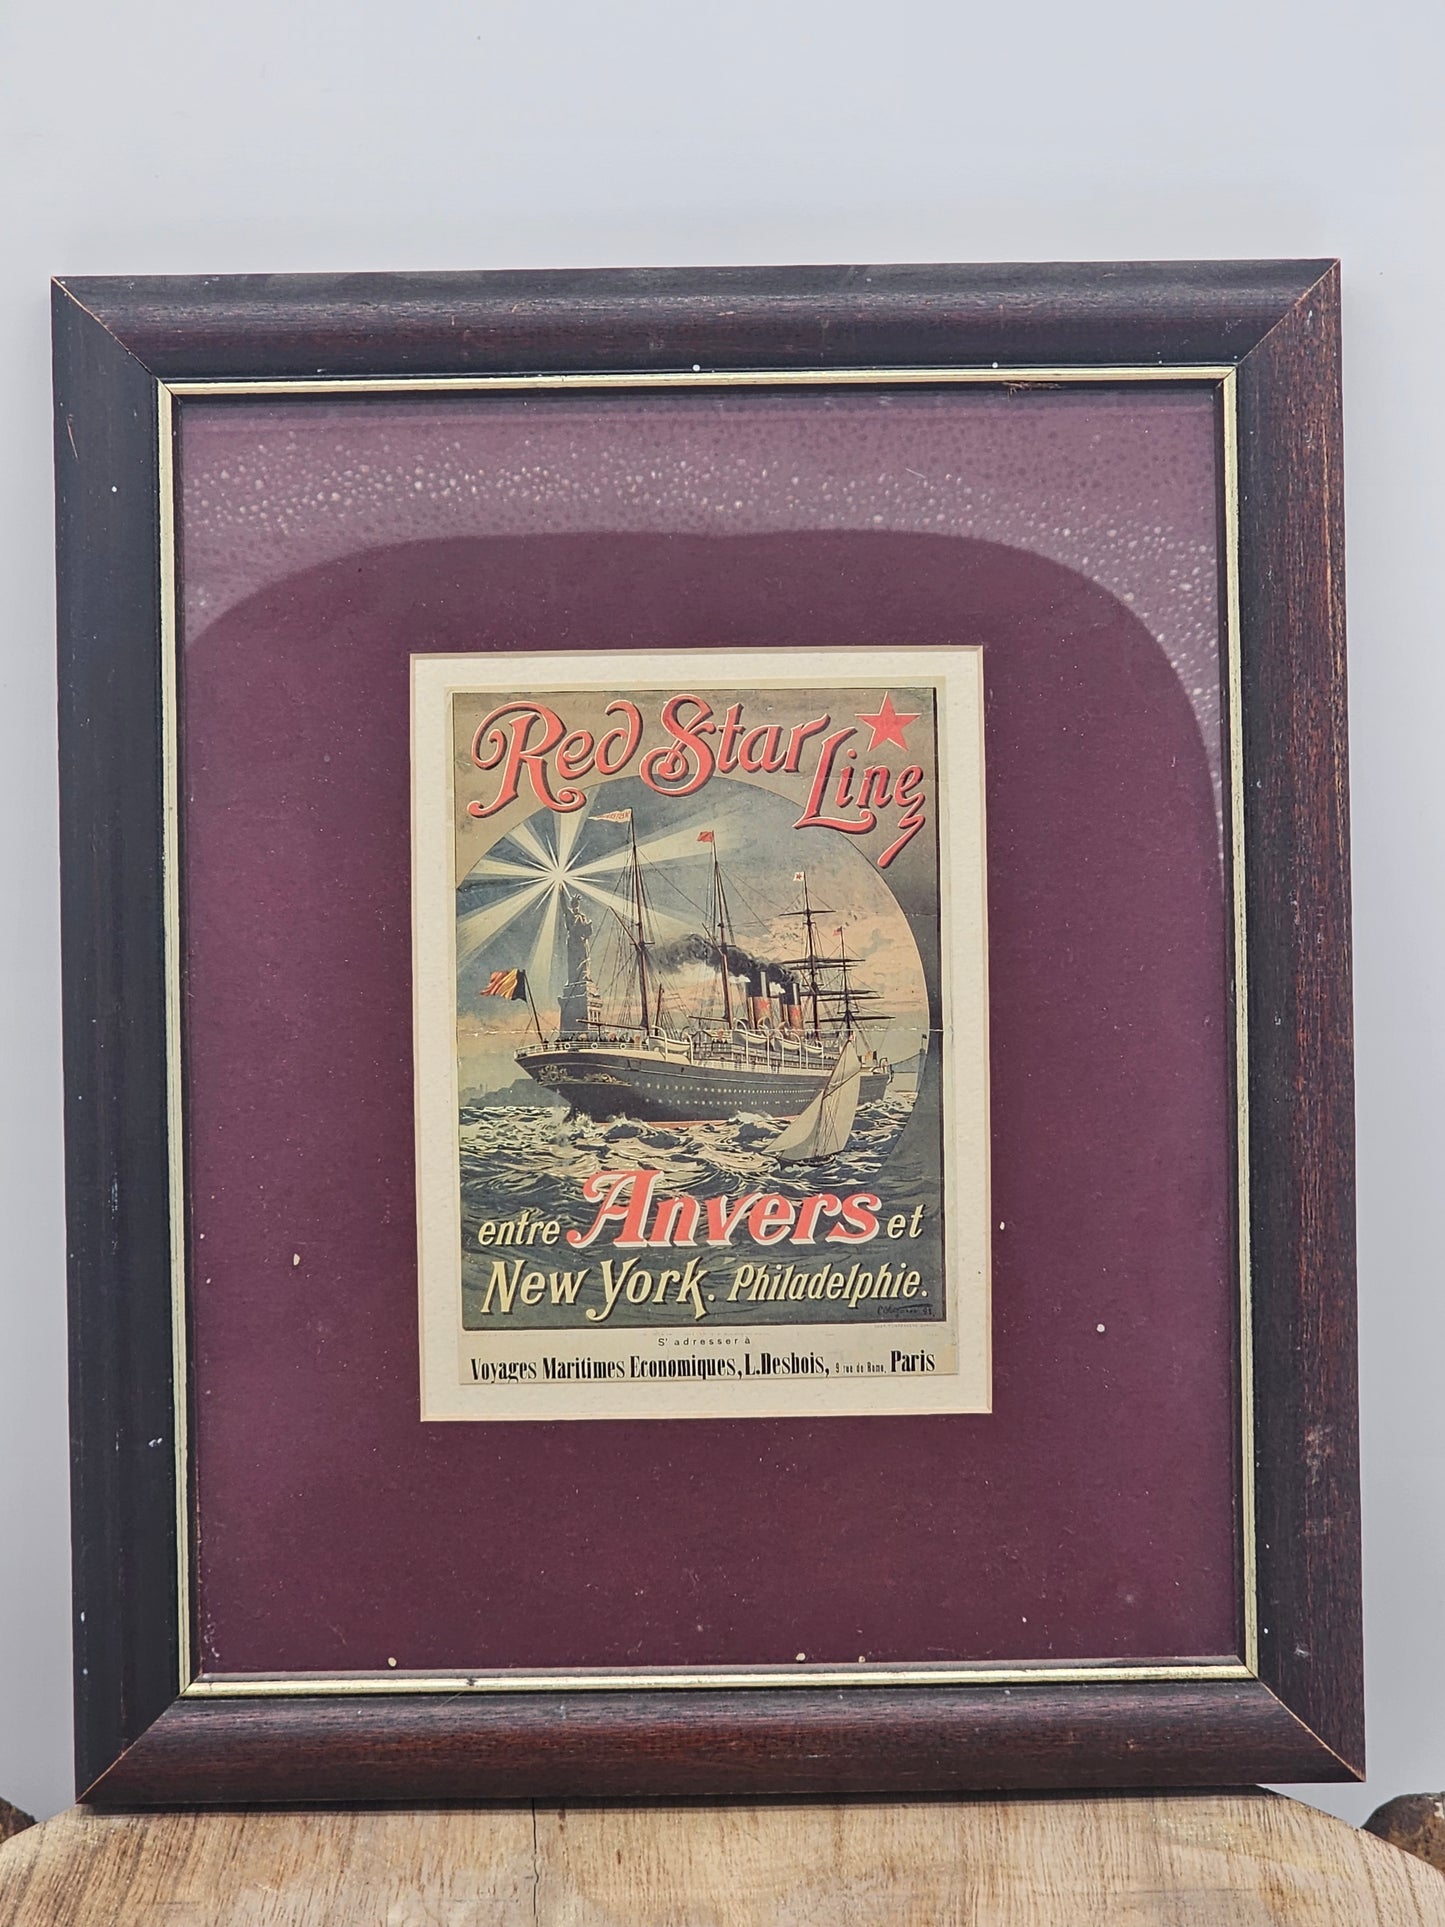 Red Star Line
entre Anvers et
New York. Philadelphie.
S' adresser à
Voyages Maritimes Economiques, L.Desbois, 9 rue de Rome, Paris